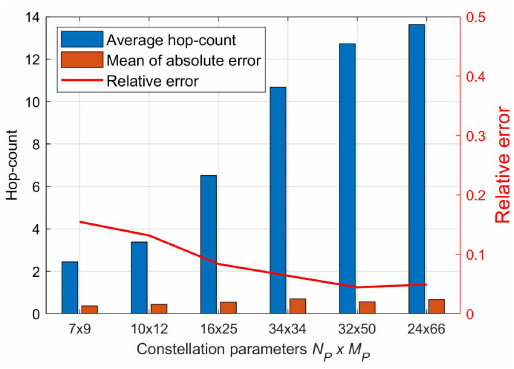 14
12
10
8
6
4
2
0
Hop-count
Average hop-count
Mean of absolute error
Relative error
0.5
0.4
0.3
0.2
0.1
0
Relative error
7x9 10x12 16x25 34x34 32x50 24x66
Constellation parameters N_P x M_P